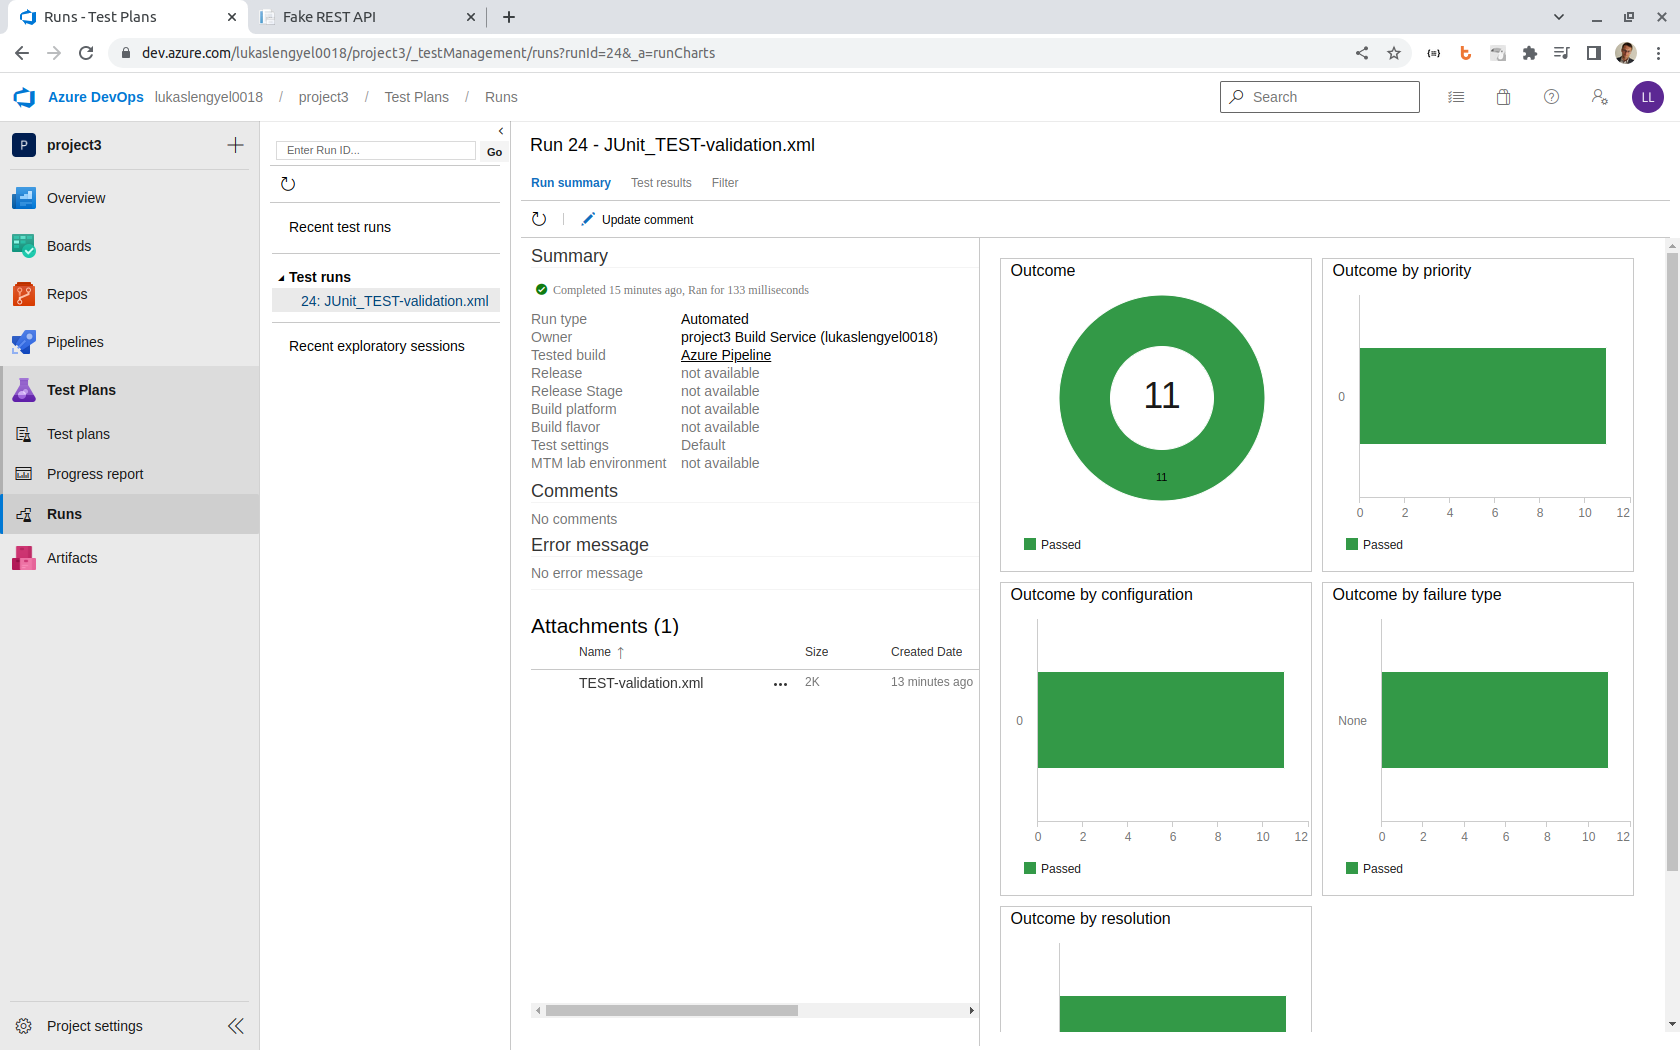 Runs - Test Plans
Fake REST API
dev.azure.com/lukaslengyel0018/project3/_testManagement/runs?runId=24&_a=runCharts
Azure DevOps lukaslengyel0018 / project3 / Test Plans / Runs
Search
LL
P project3
Overview
Boards
Repos
Pipelines
Test Plans
Test plans
Progress report
Runs
Artifacts
Project settings
Enter Run ID...
Go
Recent test runs
Test runs
24: JUnit_TEST-validation.xml
Recent exploratory sessions
Run 24 - JUnit_TEST-validation.xml
Run summary Test results Filter
Update comment
Summary
Completed 15 minutes ago, Ran for 133 milliseconds
Run type Automated
Owner project3 Build Service (lukaslengyel0018)
Tested build Azure Pipeline
Release not available
Release Stage not available
Build platform not available
Build flavor not available
Test settings Default
MTM lab environment not available
Comments
No comments
Error message
No error message
Attachments (1)
Name ↑ Size Created Date
TEST-validation.xml ... 2K 13 minutes ago
Outcome
11
11
Passed
Outcome by priority
0
0 2 4 6 8 10 12
Passed
Outcome by configuration
0
0 2 4 6 8 10 12
Passed
Outcome by failure type
None
0 2 4 6 8 10 12
Passed
Outcome by resolution